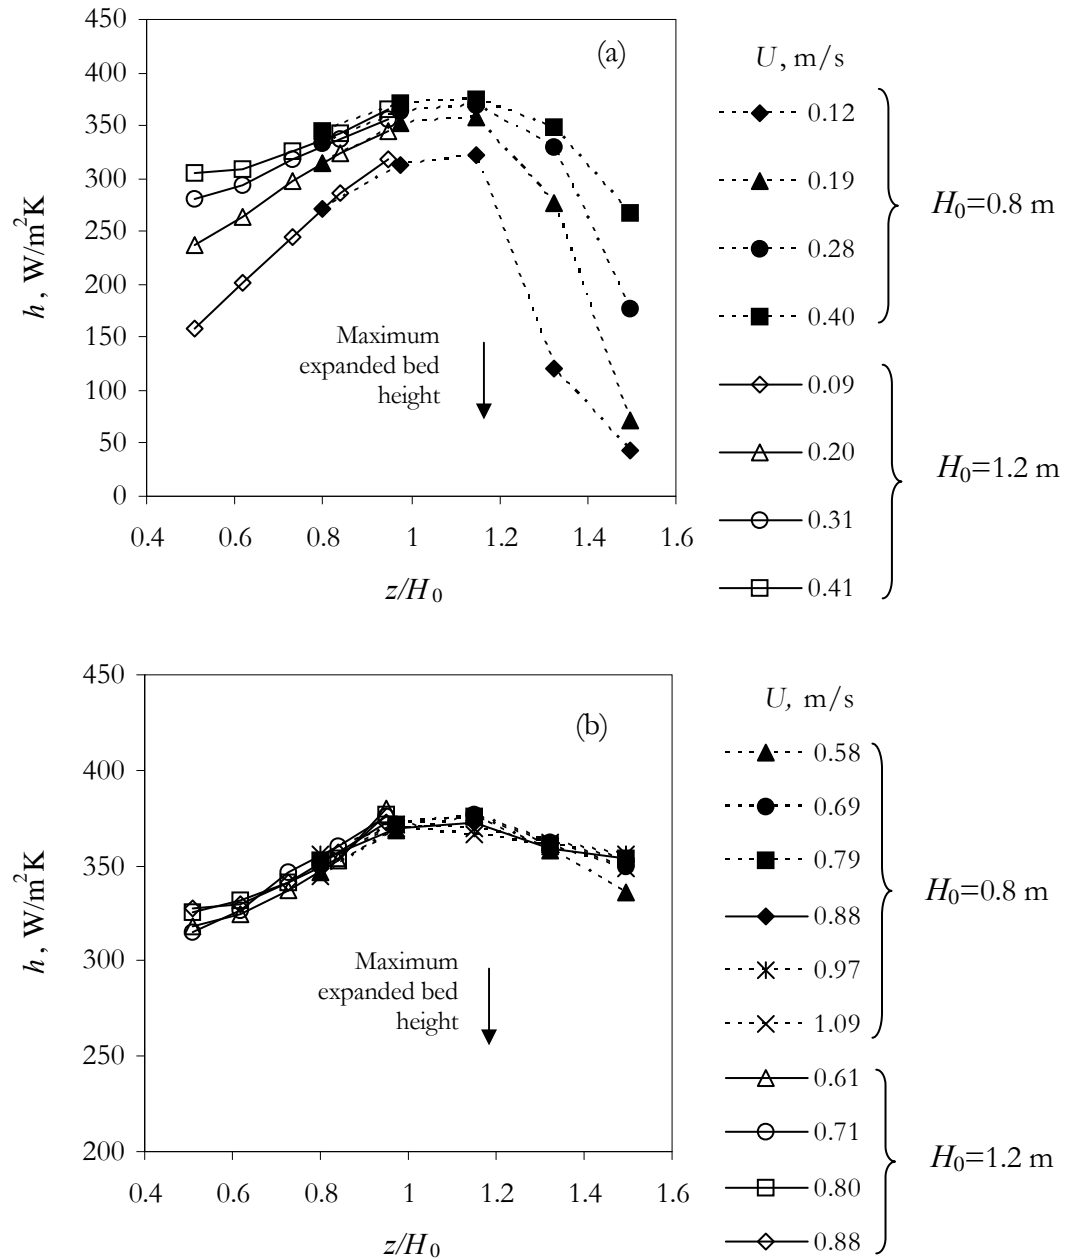 450
400
350
300
250
200
150
100
50
0
0.4 0.6 0.8 1 1.2 1.4 1.6
h, W/m²K
z/H₀
(a)
Maximum
expanded bed
height
U, m/s
0.12
0.19
0.28
0.40
0.09
0.20
0.31
0.41
H₀=0.8 m
H₀=1.2 m
450
400
350
300
250
200
0.4 0.6 0.8 1 1.2 1.4 1.6
h, W/m²K
z/H₀
(b)
Maximum
expanded bed
height
U, m/s
0.58
0.69
0.79
0.88
0.97
1.09
0.61
0.71
0.80
0.88
H₀=0.8 m
H₀=1.2 m